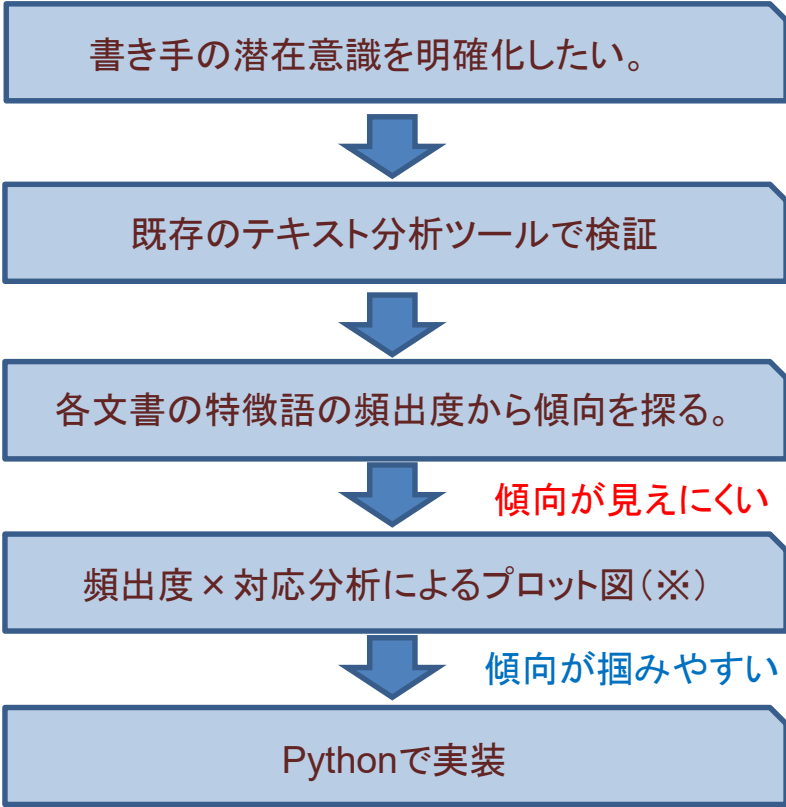 書き手の潜在意識を明確化したい。
既存のテキスト分析ツールで検証
各文書の特徴語の頻出度から傾向を探る。
傾向が見えにくい
頻出度×対応分析によるプロット図(※)
傾向が掴みやすい
Pythonで実装